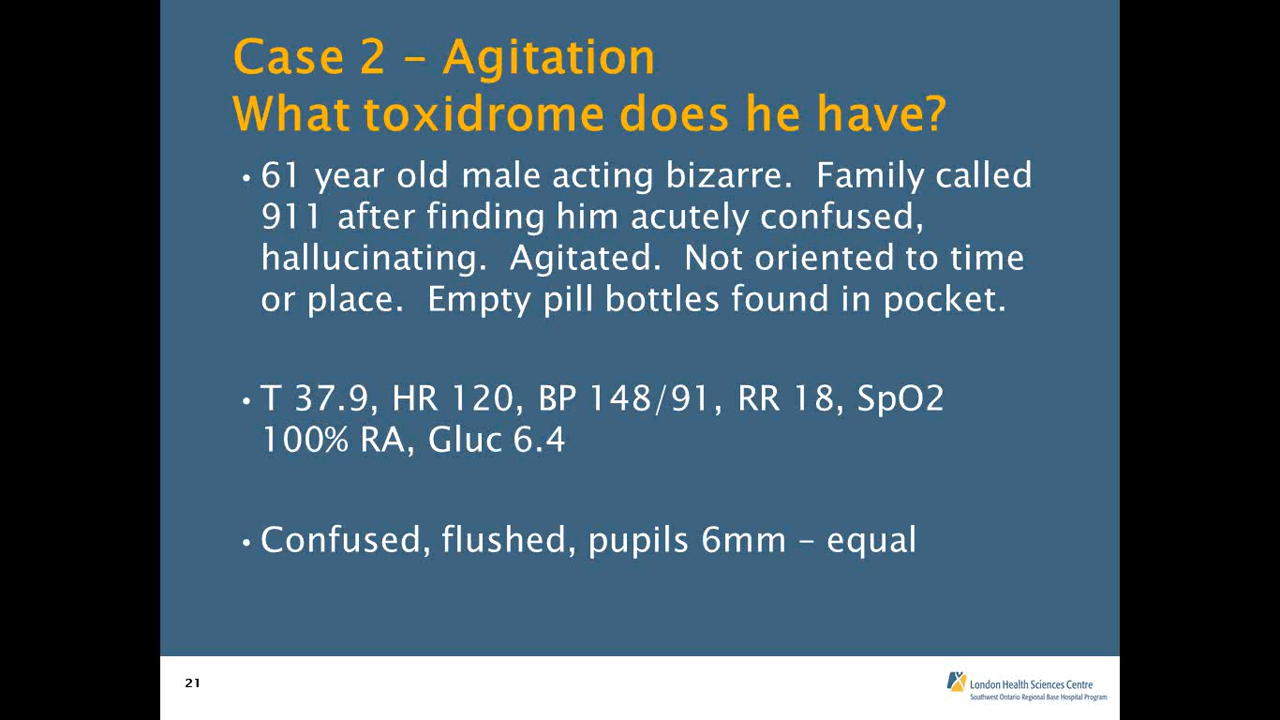 Case 2 – Agitation
What toxidrome does he have?
• 61 year old male acting bizarre.  Family called
911 after finding him acutely confused,
hallucinating.  Agitated.  Not oriented to time
or place.  Empty pill bottles found in pocket.
• T 37.9, HR 120, BP 148/91, RR 18, SpO2
100% RA, Gluc 6.4
• Confused, flushed, pupils 6mm – equal
21
London Health Sciences Centre
Southwest Ontario Regional Base Hospital Program